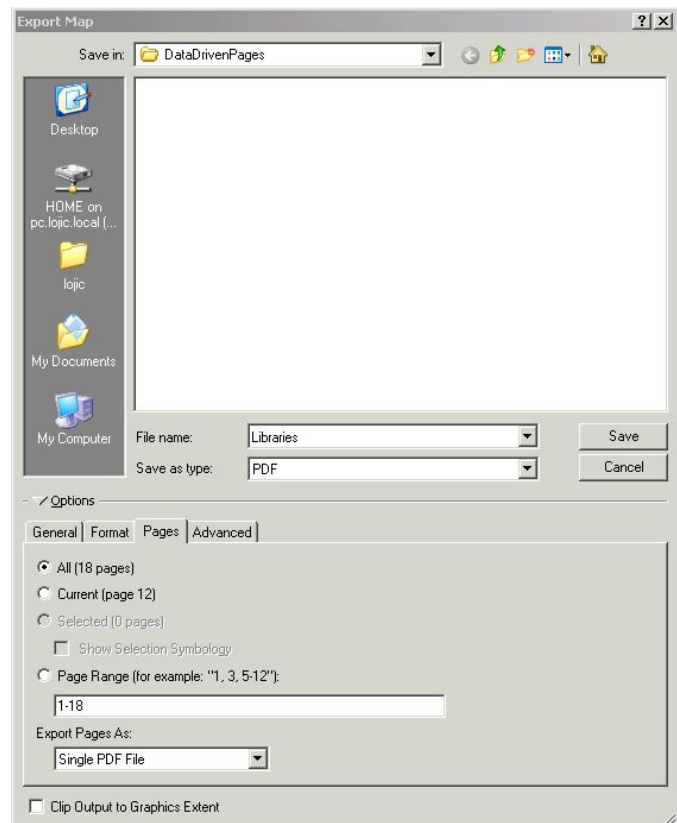 Export Map
Save in: DataDrivenPages
Desktop
HOME on
pc.lojic.local (...
lojic
My Documents
My Computer
File name: Libraries Save
Save as type: PDF Cancel
Options
General Format Pages Advanced
All (18 pages)
Current (page 12)
Selected (0 pages)
Show Selection Symbology
Page Range (for example: "1, 3, 5-12"):
1-18
Export Pages As:
Single PDF File
Clip Output to Graphics Extent